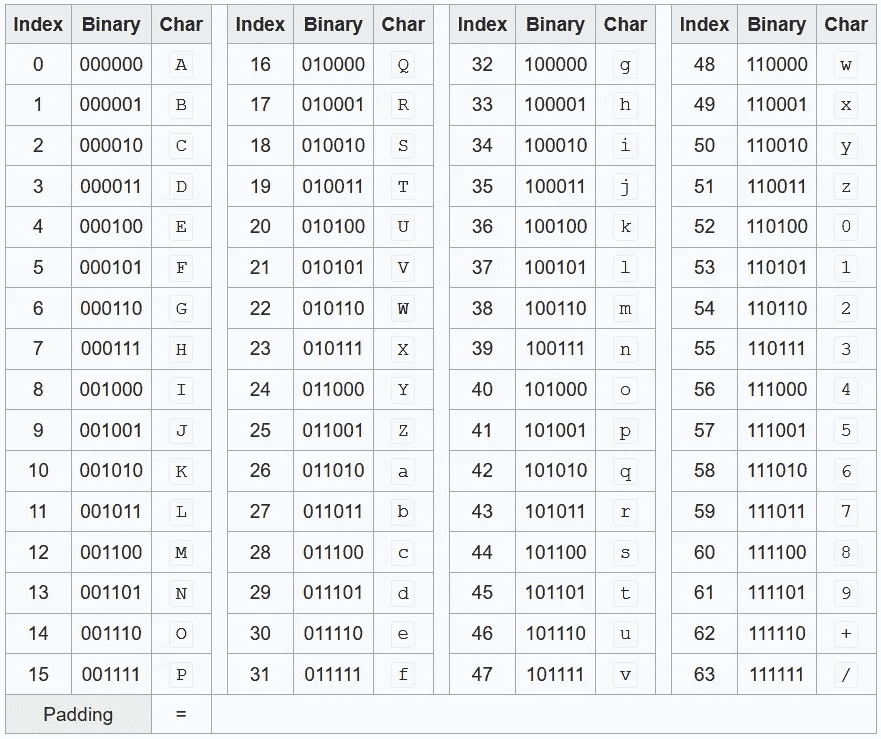 Index Binary Char Index Binary Char Index Binary Char Index Binary Char
0 000000 A 16 010000 Q 32 100000 g 48 110000 w
1 000001 B 17 010001 R 33 100001 h 49 110001 x
2 000010 C 18 010010 S 34 100010 i 50 110010 y
3 000011 D 19 010011 T 35 100011 j 51 110011 z
4 000100 E 20 010100 U 36 100100 k 52 110100 0
5 000101 F 21 010101 V 37 100101 l 53 110101 1
6 000110 G 22 010110 W 38 100110 m 54 110110 2
7 000111 H 23 010111 X 39 100111 n 55 110111 3
8 001000 I 24 011000 Y 40 101000 o 56 111000 4
9 001001 J 25 011001 Z 41 101001 p 57 111001 5
10 001010 K 26 011010 a 42 101010 q 58 111010 6
11 001011 L 27 011011 b 43 101011 r 59 111011 7
12 001100 M 28 011100 c 44 101100 s 60 111100 8
13 001101 N 29 011101 d 45 101101 t 61 111101 9
14 001110 O 30 011110 e 46 101110 u 62 111110 +
15 001111 P 31 011111 f 47 101111 v 63 111111 /
Padding =